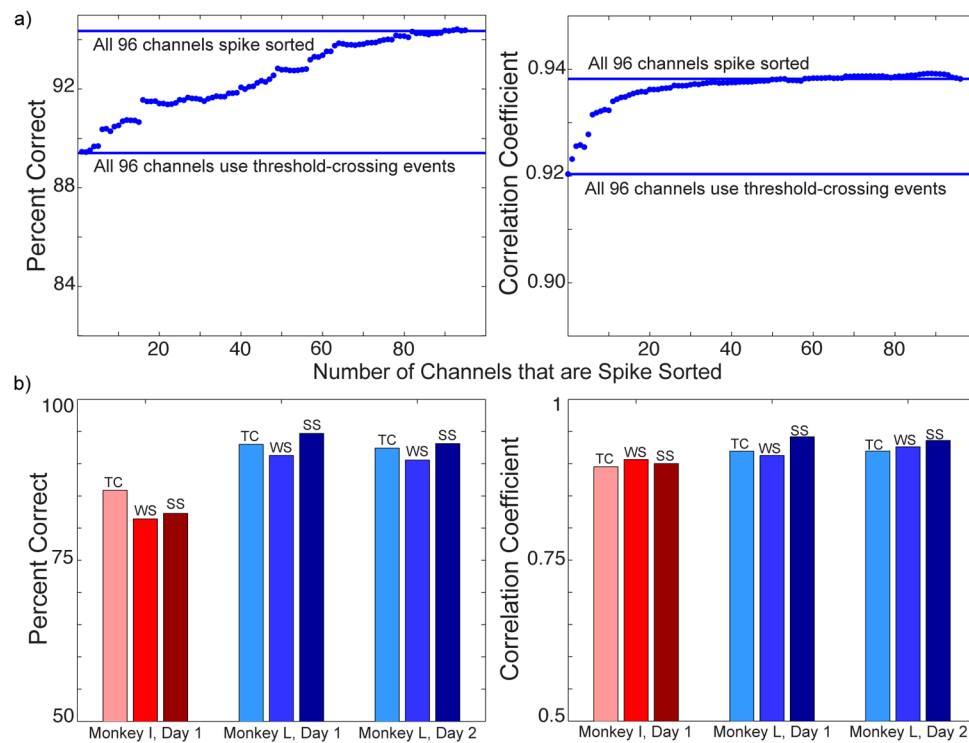 a)
Percent Correct
92
88
84
All 96 channels spike sorted
All 96 channels use threshold-crossing events
20
40
60
80
Correlation Coefficient
0.94
0.92
0.90
All 96 channels spike sorted
All 96 channels use threshold-crossing events
20
40
60
80
Number of Channels that are Spike Sorted
b)
Percent Correct
100
75
50
TC
WS
SS
TC
WS
SS
TC
WS
SS
Monkey I, Day 1
Monkey L, Day 1
Monkey L, Day 2
Correlation Coefficient
1
0.75
0.5
TC
WS
SS
TC
WS
SS
TC
WS
SS
Monkey I, Day 1
Monkey L, Day 1
Monkey L, Day 2